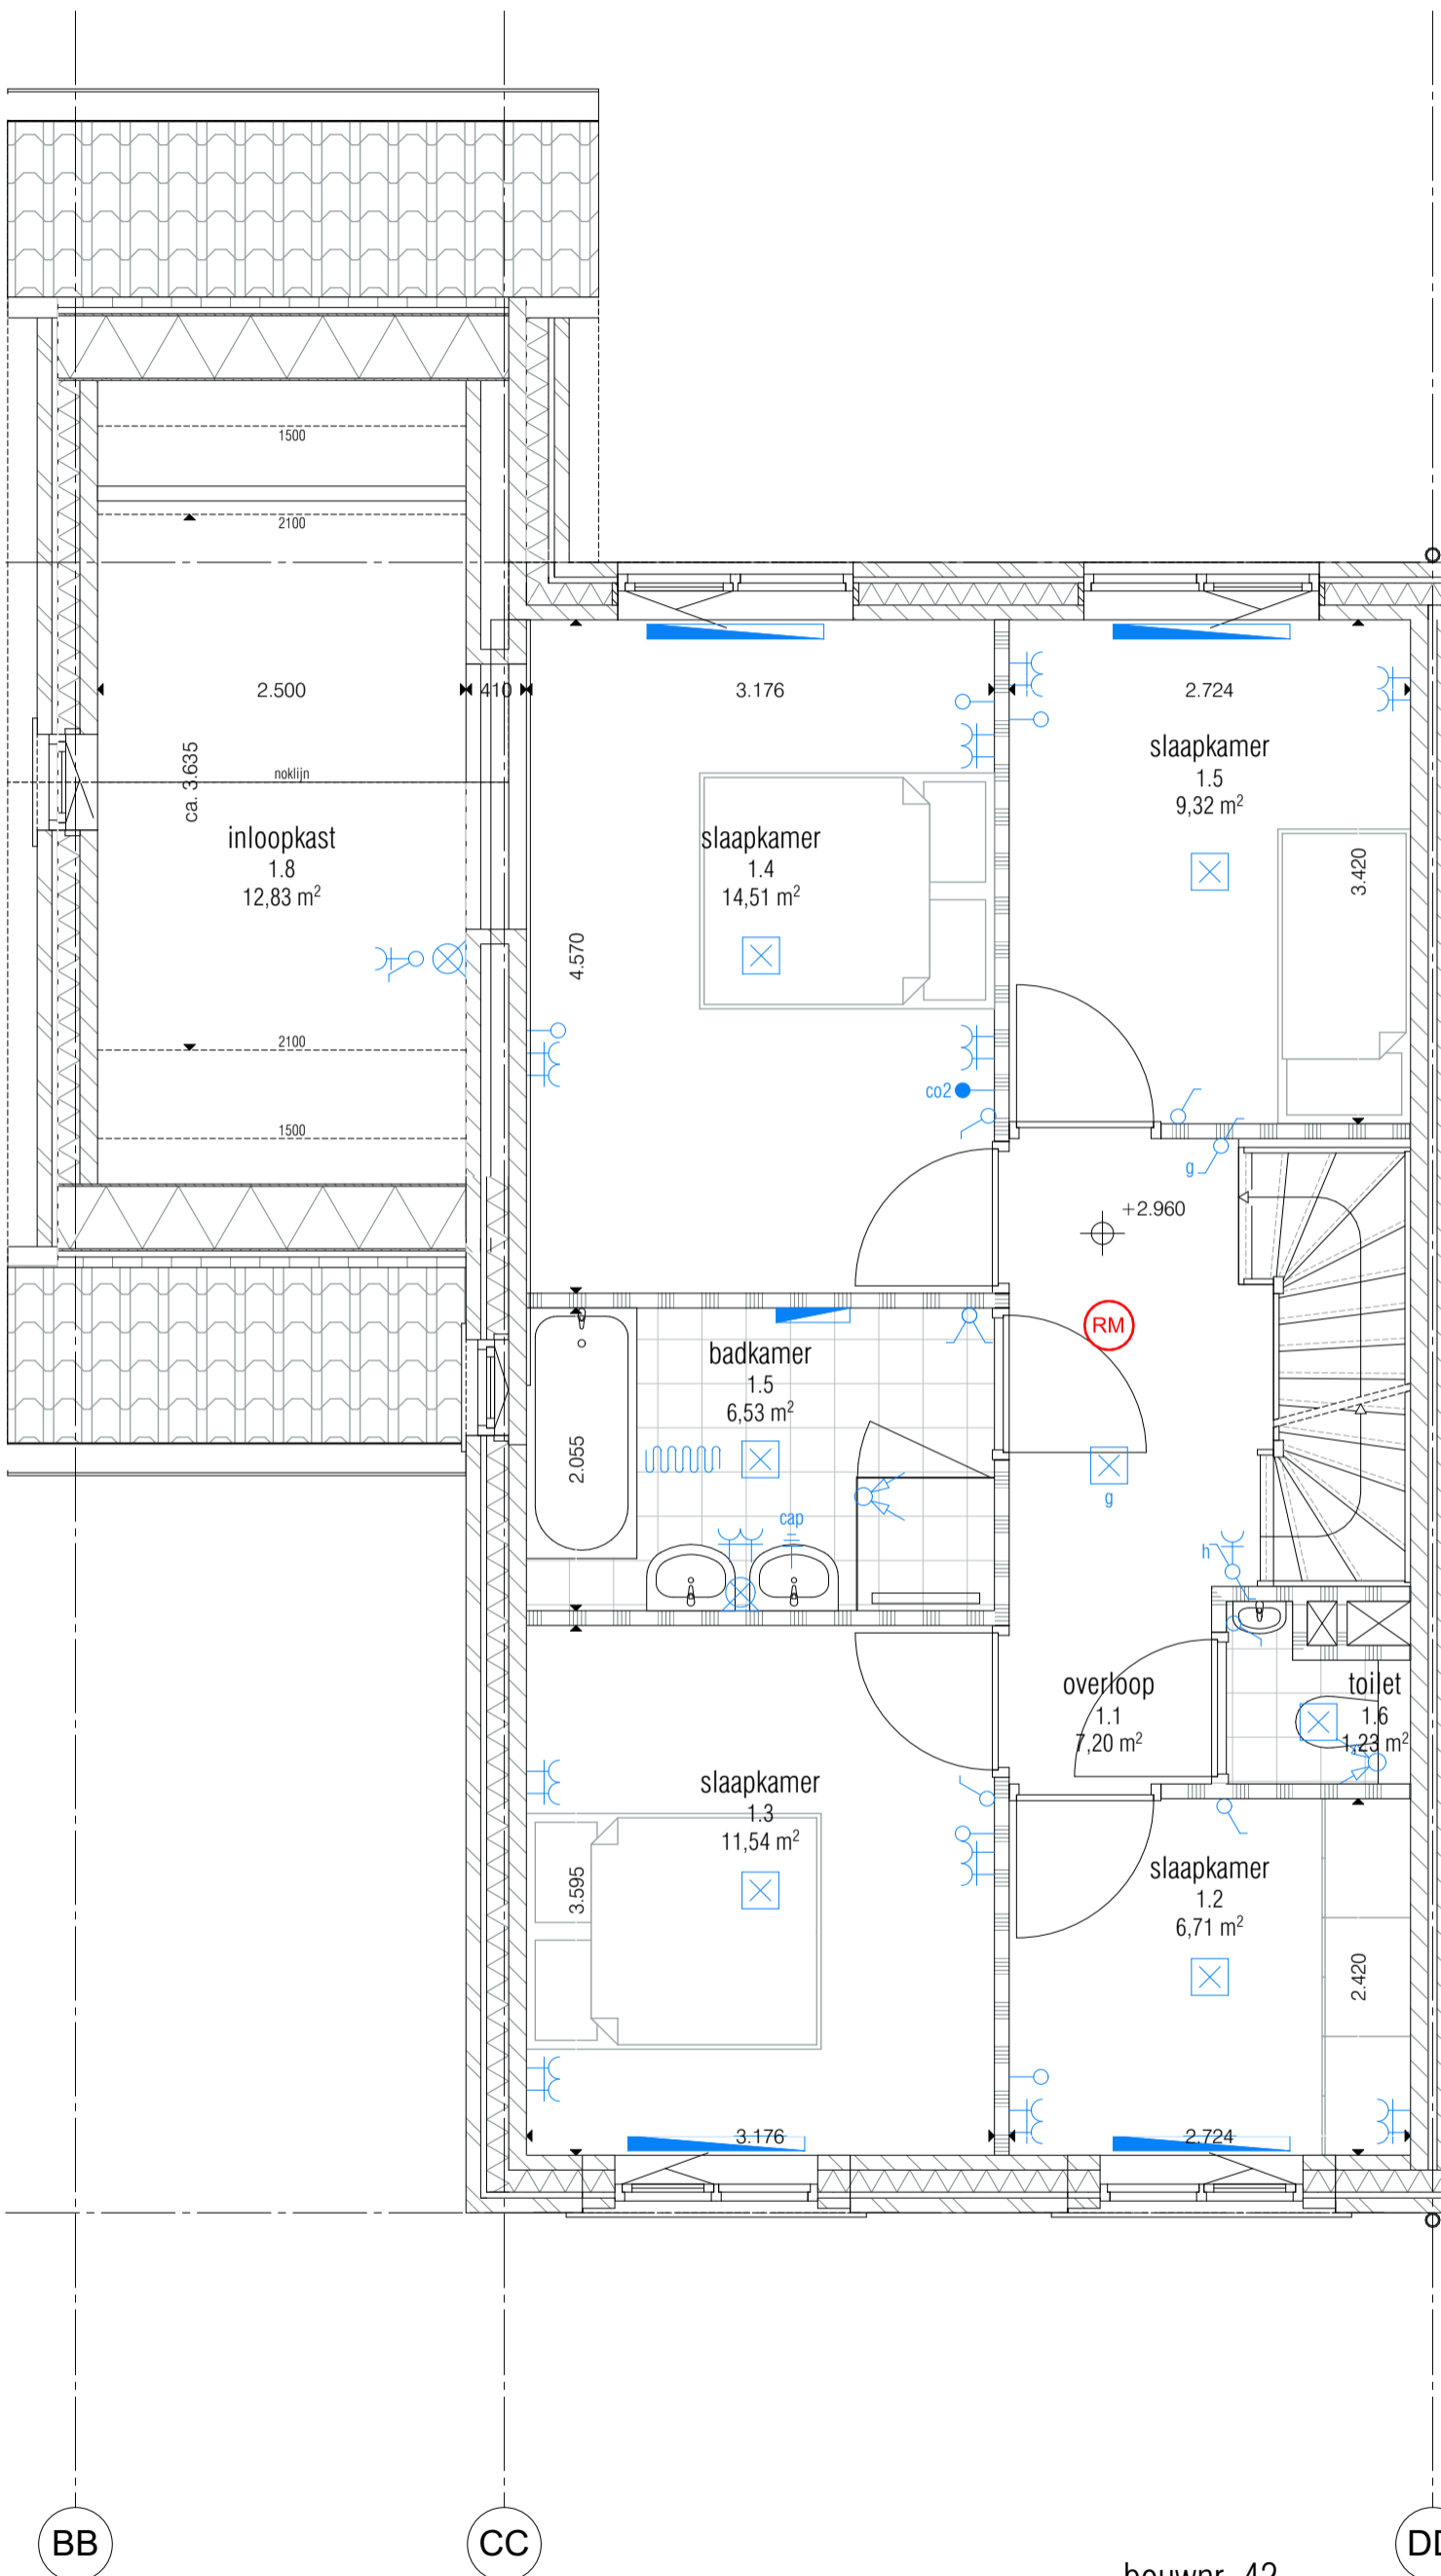 1500
2100
2.500
410
3.176
2.724
ca. 3.635
noklijn
inloopkast
1.8
12,83 m²
slaapkamer
1.4
14,51 m²
slaapkamer
1.5
9,32 m²
3.420
4.570
2100
1500
co2
g
+2.960
RM
badkamer
1.5
6,53 m²
2.055
cap
g
h
overloop
1.1
7,20 m²
toilet
1.6
1,23 m²
slaapkamer
1.3
11,54 m²
3.595
slaapkamer
1.2
6,71 m²
2.420
3.176
2.724
BB
CC
DD
bouwnr. 42